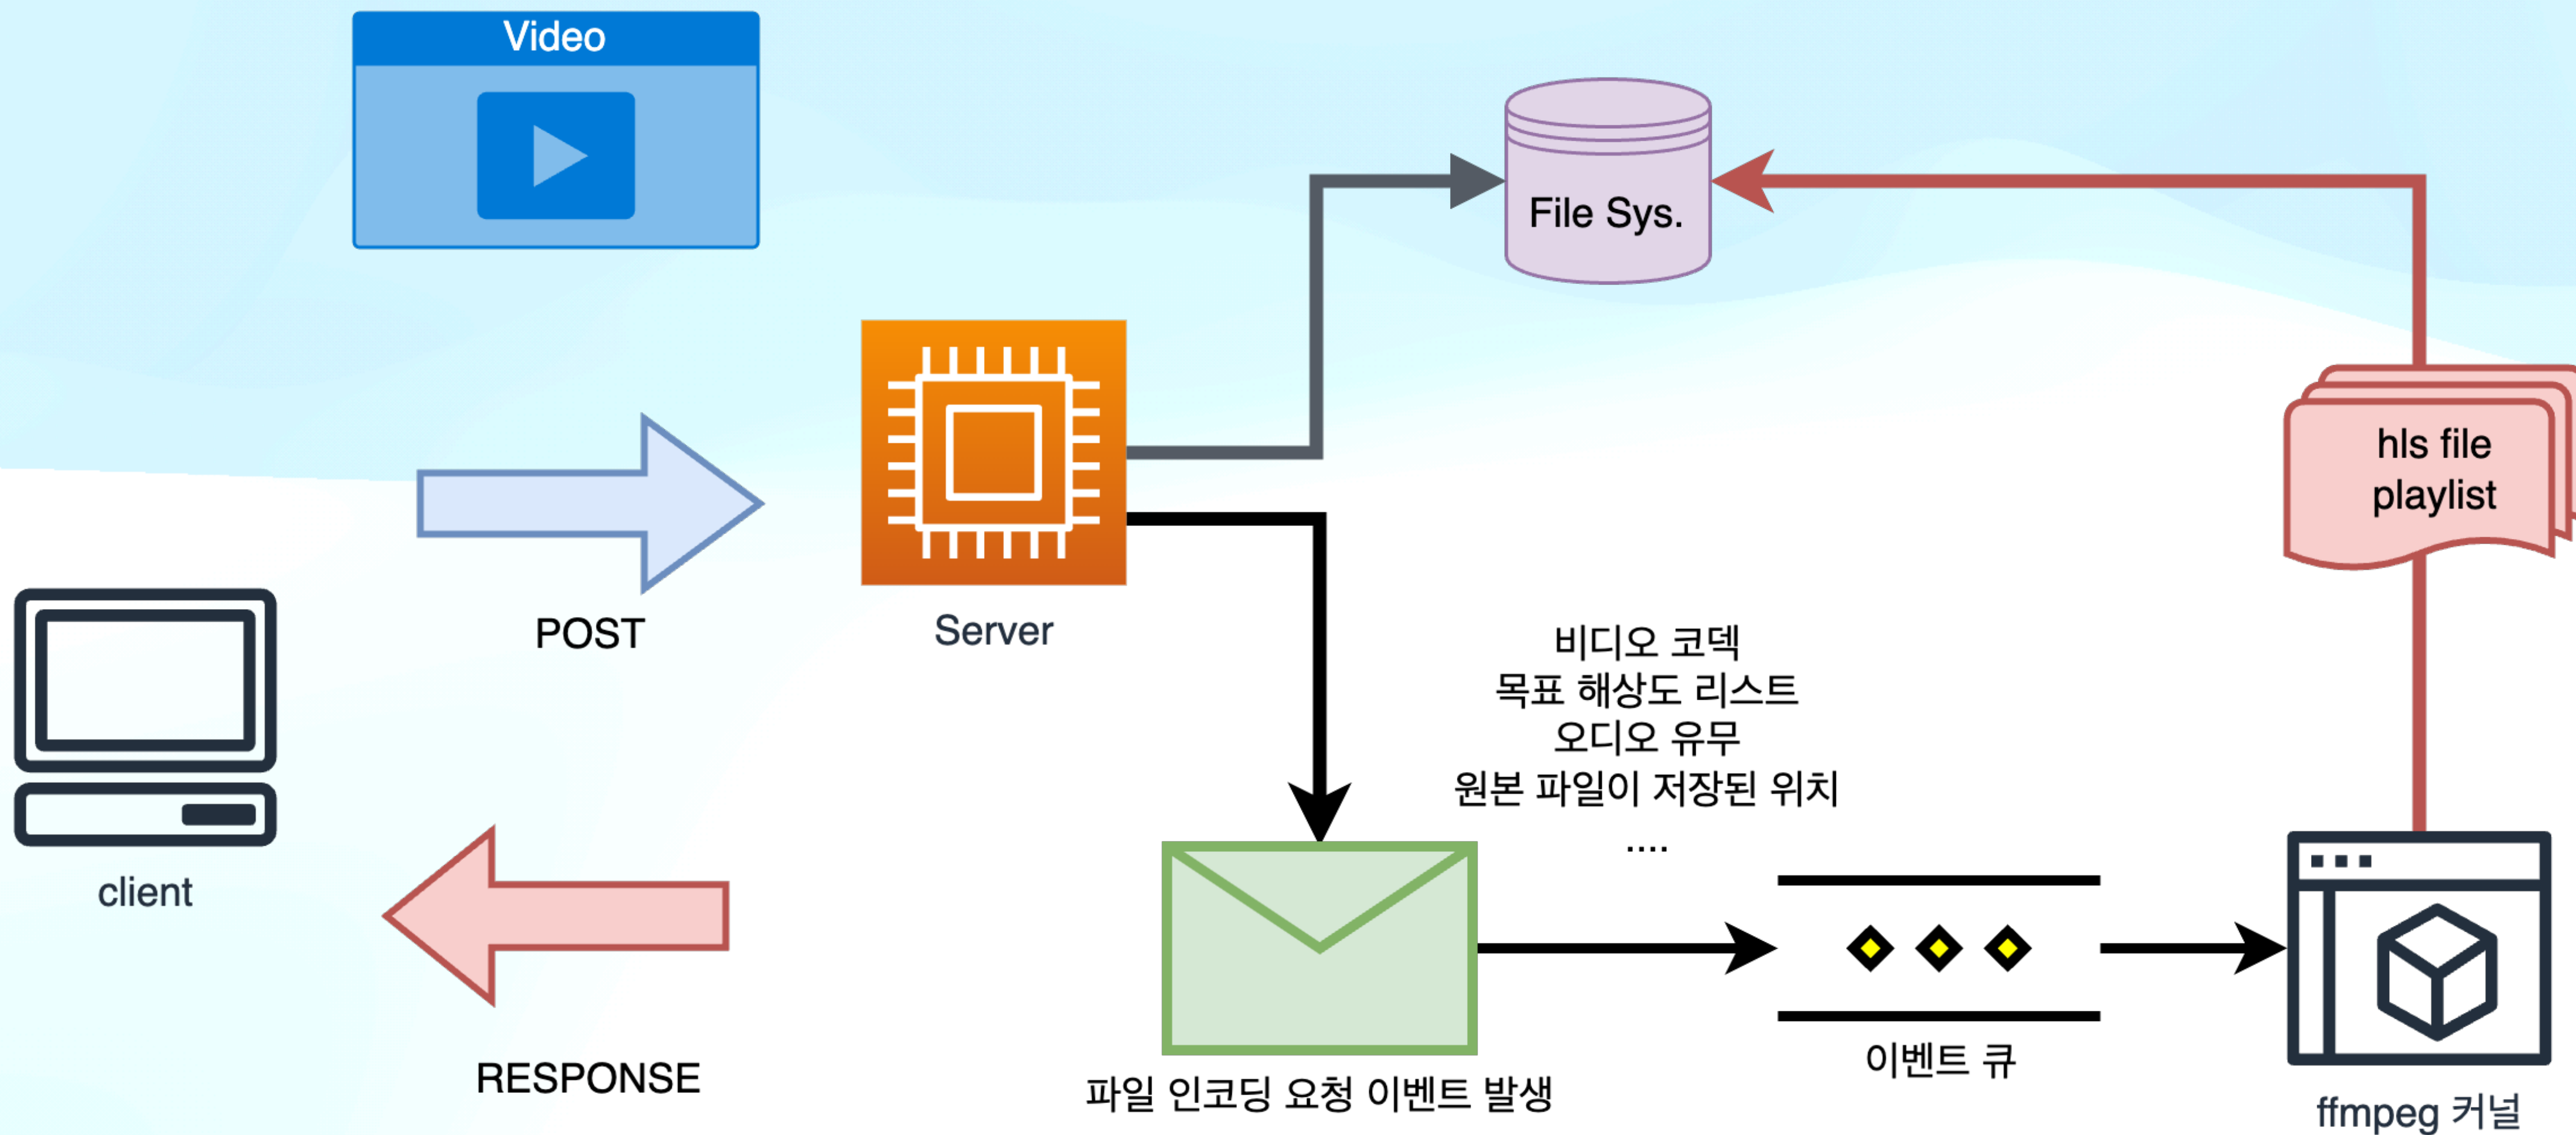 Video
File Sys.
hls file
playlist
POST
Server
비디오 코덱
목표 해상도 리스트
오디오 유무
원본 파일이 저장된 위치
....
client
RESPONSE
파일 인코딩 요청 이벤트 발생
이벤트 큐
ffmpeg 커널